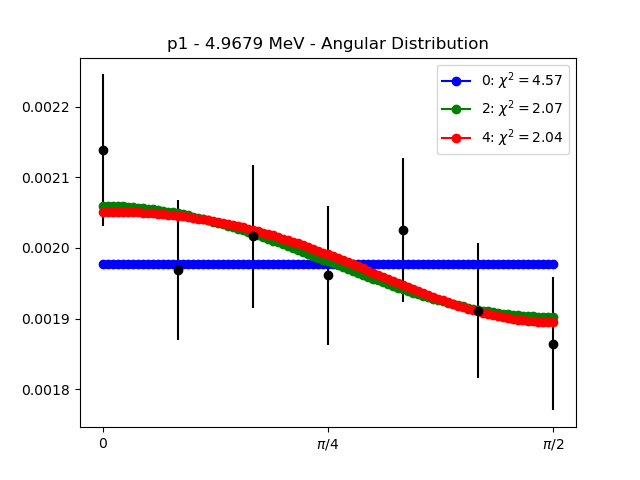 p1 - 4.9679 MeV - Angular Distribution
0: χ² = 4.57
2: χ² = 2.07
4: χ² = 2.04
0.0022
0.0021
0.0020
0.0019
0.0018
0
π/4
π/2